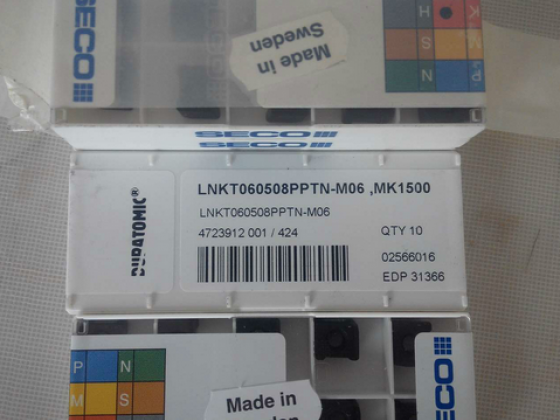 SECO
Made in
Sweden
K
H
M
S
P
N
SECO
SECO
DURATOMIC®
LNKT060508PPTN-M06 ,MK1500
LNKT060508PPTN-M06
4723912 001 / 424
QTY 10
02566016
EDP 31366
P N
M S
Made in
SECO